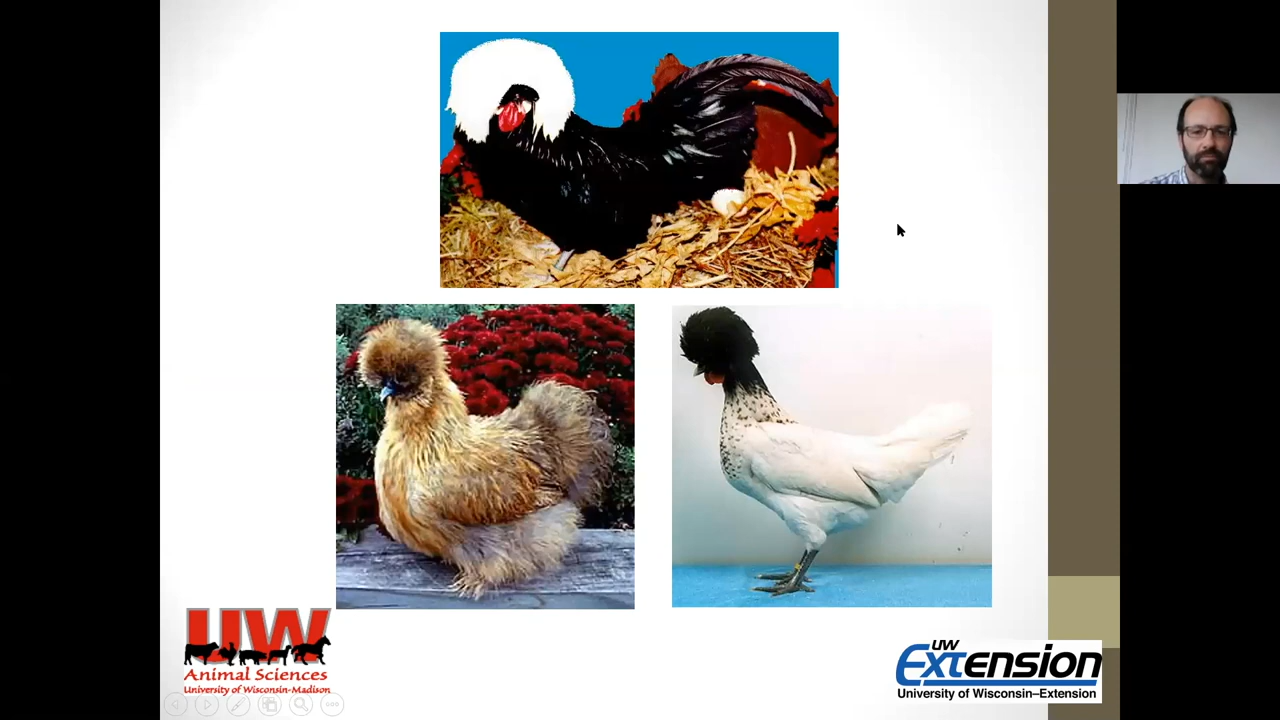 UW
Animal Sciences
University of Wisconsin-Madison
UW
Extension
University of Wisconsin–Extension